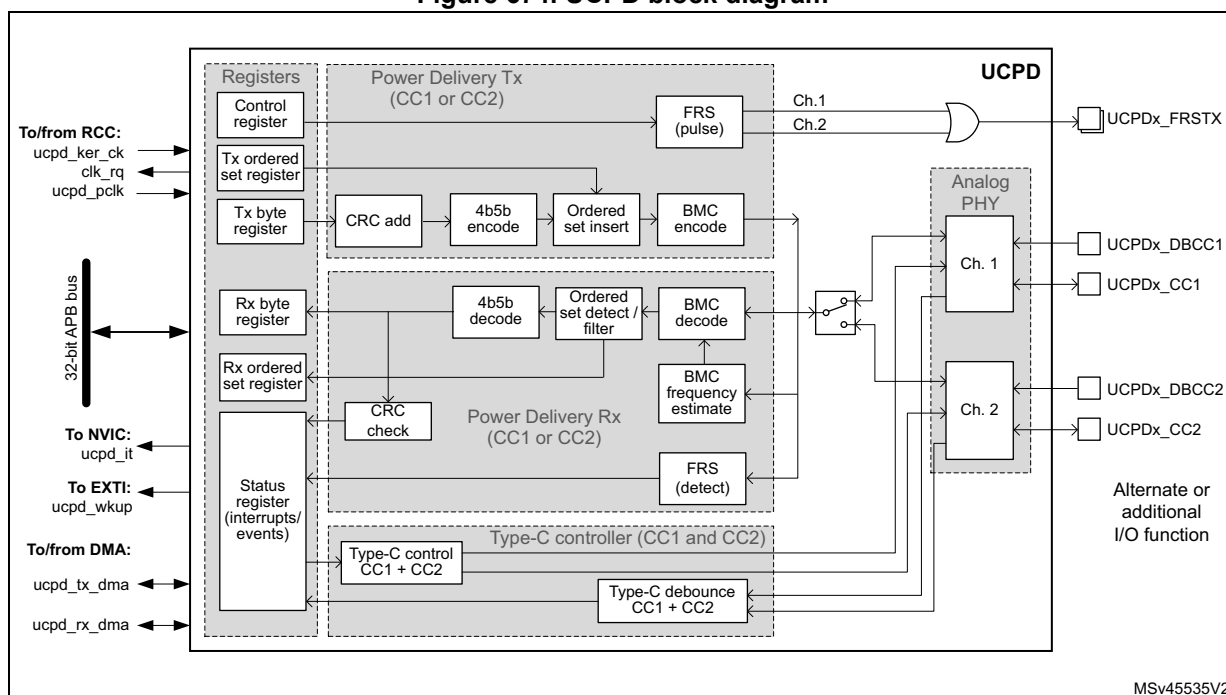 UCPD
Registers
Power Delivery Tx
(CC1 or CC2)
Control
register
FRS
(pulse)
Ch.1
Ch.2
UCPDx_FRSTX
To/from RCC:
ucpd_ker_ck
clk_rq
ucpd_pclk
Tx ordered
set register
Tx byte
register
CRC add
4b5b
encode
Ordered
set insert
BMC
encode
Analog
PHY
Ch. 1
UCPDx_DBCC1
UCPDx_CC1
32-bit APB bus
Rx byte
register
4b5b
decode
Ordered
set detect /
filter
BMC
decode
Rx ordered
set register
BMC
frequency
estimate
CRC
check
Power Delivery Rx
(CC1 or CC2)
Ch. 2
UCPDx_DBCC2
UCPDx_CC2
To NVIC:
ucpd_it
To EXTI:
ucpd_wkup
Status
register
(interrupts/
events)
FRS
(detect)
Alternate or
additional
I/O function
To/from DMA:
ucpd_tx_dma
ucpd_rx_dma
Type-C controller (CC1 and CC2)
Type-C control
CC1 + CC2
Type-C debounce
CC1 + CC2
MSv45535V2